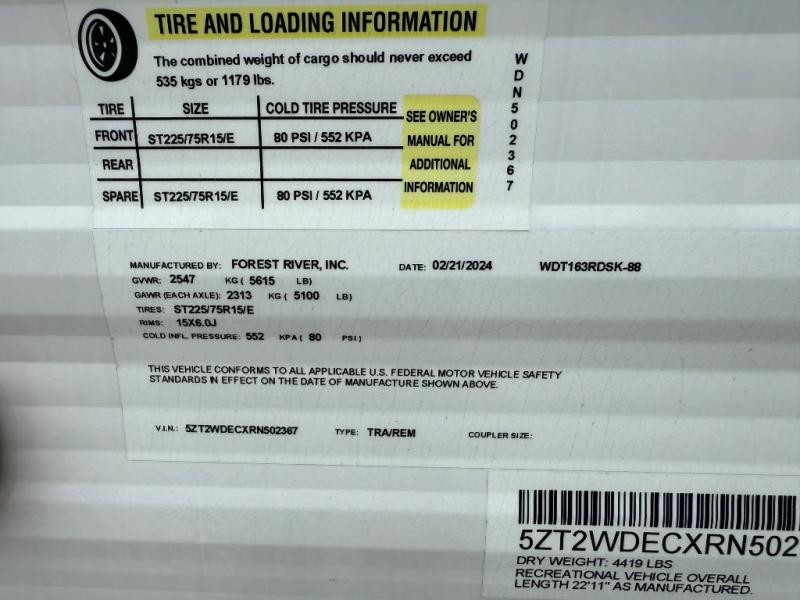 TIRE AND LOADING INFORMATION
The combined weight of cargo should never exceed
535 kgs or 1179 lbs.
TIRE SIZE COLD TIRE PRESSURE
FRONT ST225/75R15/E 80 PSI / 552 KPA
REAR
SPARE ST225/75R15/E 80 PSI / 552 KPA
SEE OWNER'S
MANUAL FOR
ADDITIONAL
INFORMATION
WDN502367
MANUFACTURED BY: FOREST RIVER, INC. DATE: 02/21/2024 WDT163RDSK-88
GVWR: 2547 KG ( 5615 LB)
GAWR (EACH AXLE): 2313 KG ( 5100 LB)
TIRES: ST225/75R15/E
RIMS: 15X6.0J
COLD INFL. PRESSURE: 552 KPA ( 80 PSI)
THIS VEHICLE CONFORMS TO ALL APPLICABLE U.S. FEDERAL MOTOR VEHICLE SAFETY
STANDARDS IN EFFECT ON THE DATE OF MANUFACTURE SHOWN ABOVE.
V.I.N.: 5ZT2WDECXRN502367 TYPE: TRA/REM COUPLER SIZE:
5ZT2WDECXRN502
DRY WEIGHT: 4419 LBS
RECREATIONAL VEHICLE OVERALL
LENGTH 22'11" AS MANUFACTURED.